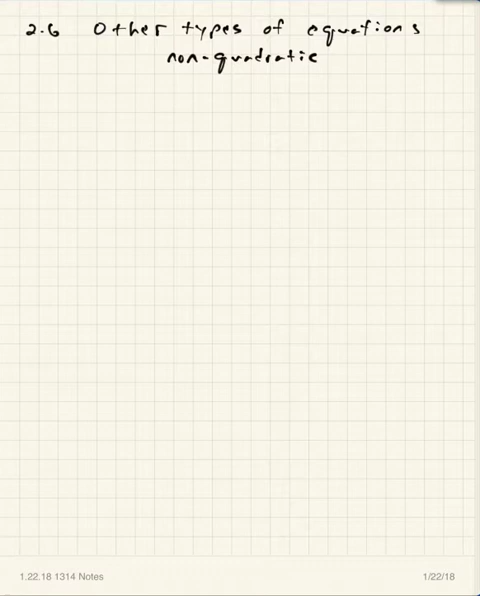 2.6 Other types of equations
non-quadratic
1.22.18 1314 Notes
1/22/18